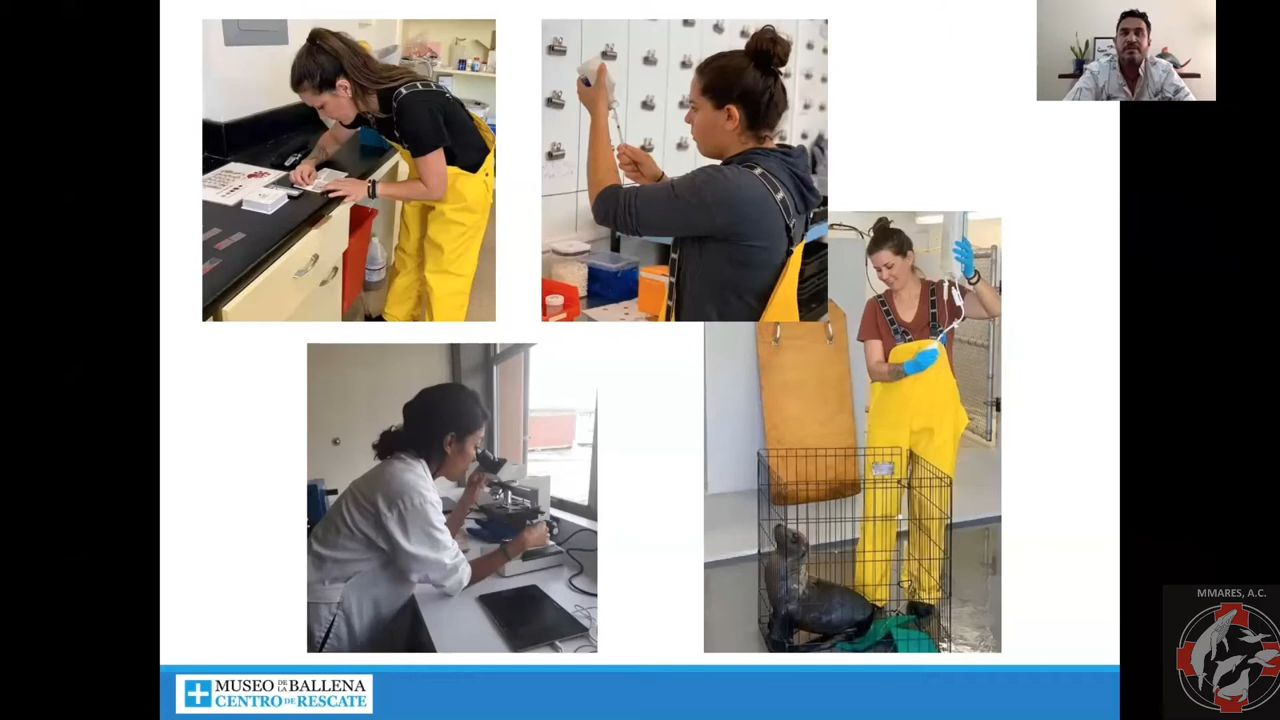 MMARES, A.C.
MUSEO DE LA BALLENA
CENTRO DE RESCATE